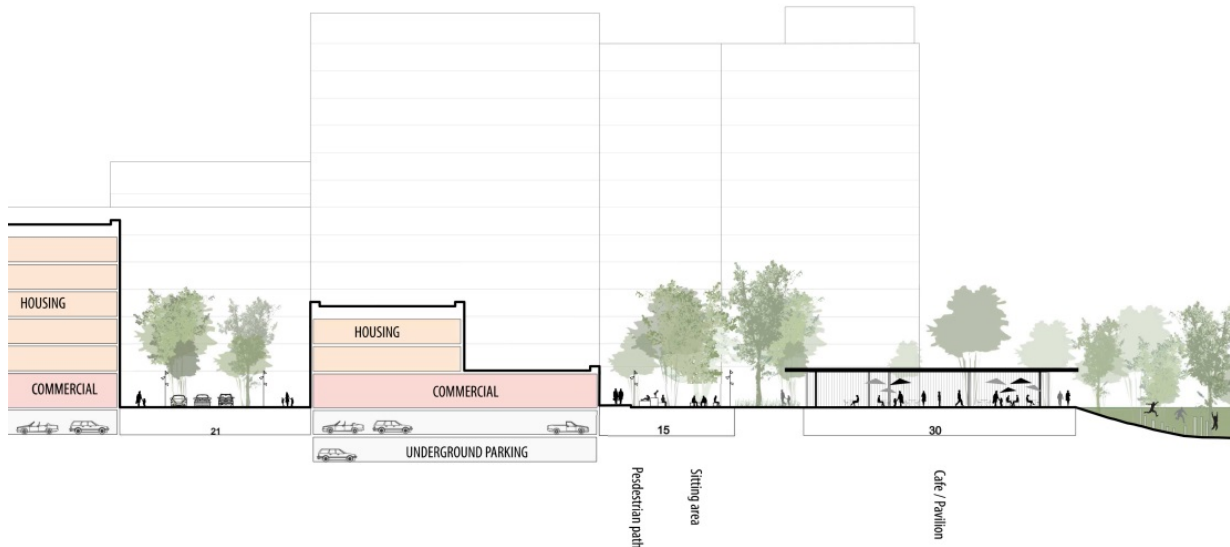 HOUSING
COMMERCIAL
21
HOUSING
COMMERCIAL
UNDERGROUND PARKING
15
30
Pesdestrian path
Sitting area
Cafe / Pavilion